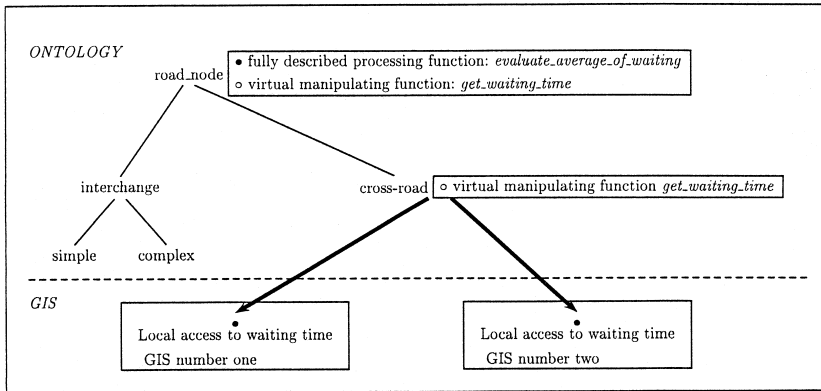 ONTOLOGY
road_node
• fully described processing function: evaluate_average_of_waiting
○ virtual manipulating function: get_waiting_time
interchange
cross-road
○ virtual manipulating function get_waiting_time
simple
complex
GIS
•
Local access to waiting time
GIS number one
•
Local access to waiting time
GIS number two